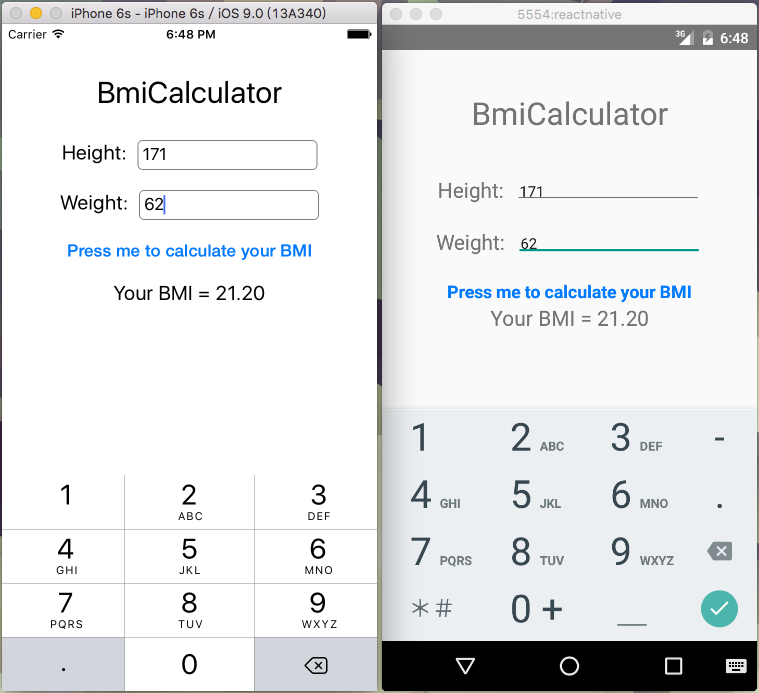 iPhone 6s - iPhone 6s / iOS 9.0 (13A340)
Carrier 6:48 PM
BmiCalculator
Height: 171
Weight: 62
Press me to calculate your BMI
Your BMI = 21.20
1 2 3
ABC DEF
4 5 6
GHI JKL MNO
7 8 9
PQRS TUV WXYZ
. 0
5554:reactnative
3G 6:48
BmiCalculator
Height: 171
Weight: 62
Press me to calculate your BMI
Your BMI = 21.20
1 2 ABC 3 DEF -
4 GHI 5 JKL 6 MNO .
7 PQRS 8 TUV 9 WXYZ
* # 0 + _